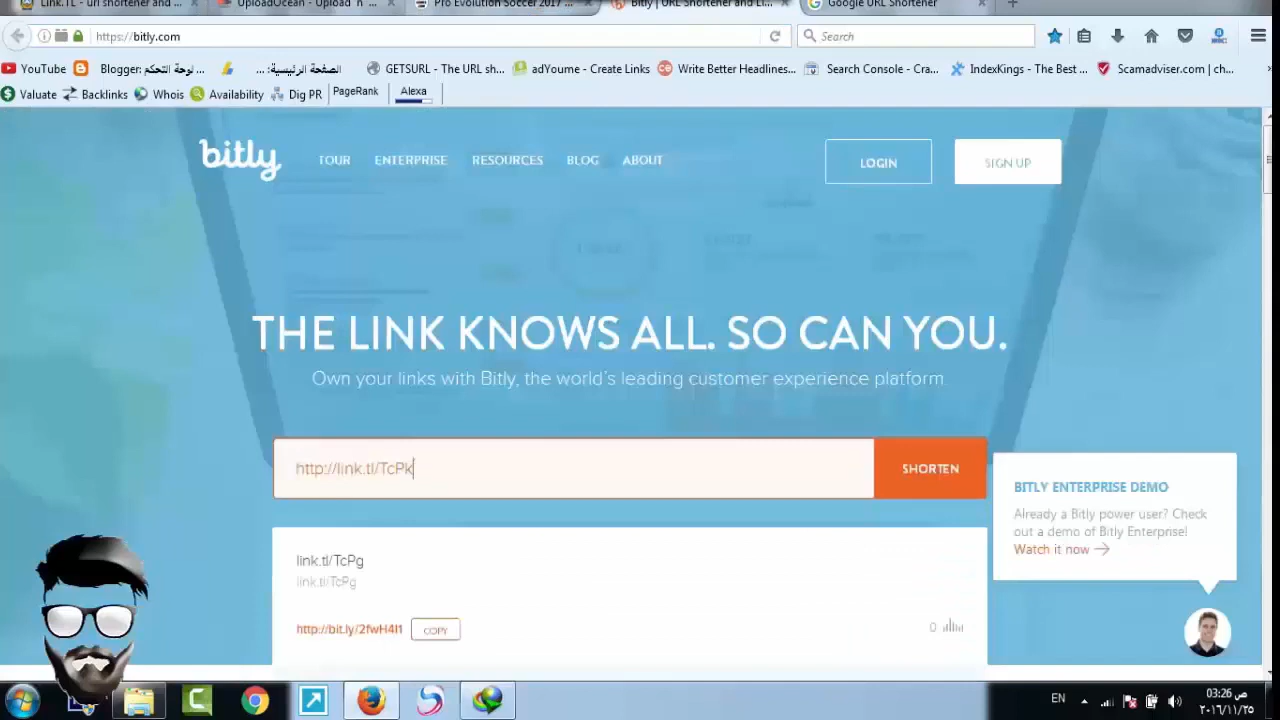 Link.TL - url shortener and ...
UploadOcean - Upload n ...
Pro Evolution Soccer 2017 ...
Bitly | URL Shortener and Li...
Google URL Shortener
https://bitly.com
Search
YouTube
Blogger: لوحة التحكم ...
الصفحة الرئيسية: ...
GETSURL - The URL sh...
adYoume - Create Links
Write Better Headlines...
Search Console - Cra...
IndexKings - The Best ...
Scamadviser.com | ch...
Valuate
Backlinks
Whois
Availability
Dig PR
PageRank
Alexa
bitly
TOUR
ENTERPRISE
RESOURCES
BLOG
ABOUT
LOGIN
SIGN UP
THE LINK KNOWS ALL. SO CAN YOU.
Own your links with Bitly, the world's leading customer experience platform.
http://link.tl/TcPk
SHORTEN
link.tl/TcPg
link.tl/TcPg
http://bit.ly/2fwH4I1
COPY
0
BITLY ENTERPRISE DEMO
Already a Bitly power user? Check
out a demo of Bitly Enterprise!
Watch it now
EN
03:26 ص
٢٠١٦/١١/٢٥